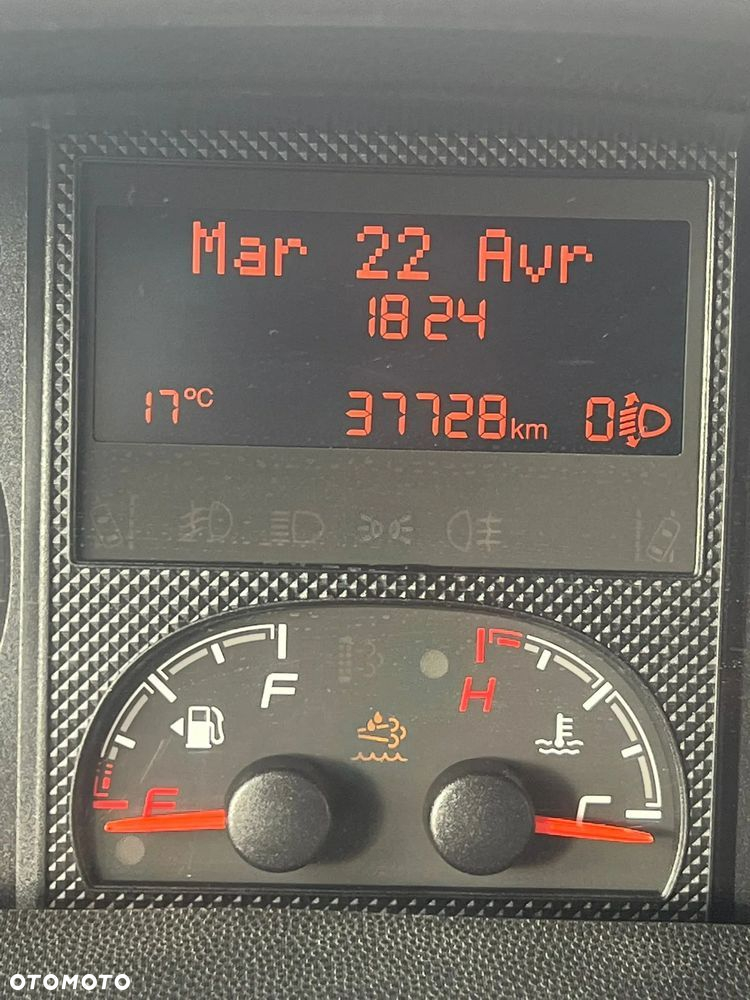 Mar 22 Avr
18 24
17°C 37728km 0
F H
E C
OTOMOTO